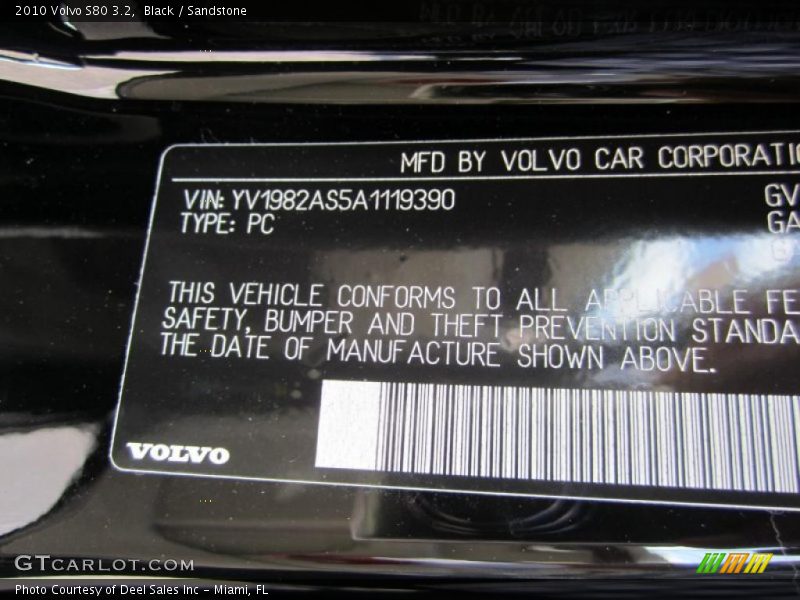 2010 Volvo S80 3.2, Black / Sandstone
MFD BY VOLVO CAR CORPORATIO
VIN: YV1982AS5A1119390 GV
TYPE: PC GA
THIS VEHICLE CONFORMS TO ALL APPLICABLE FE
SAFETY, BUMPER AND THEFT PREVENTION STANDA
THE DATE OF MANUFACTURE SHOWN ABOVE.
VOLVO
GTCARLOT.COM
Photo Courtesy of Deel Sales Inc - Miami, FL